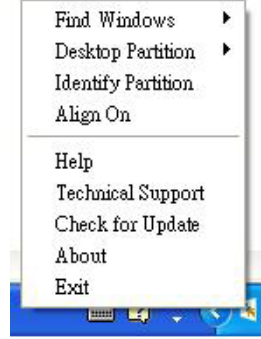 Find Windows
Desktop Partition
Identify Partition
Align On
Help
Technical Support
Check for Update
About
Exit